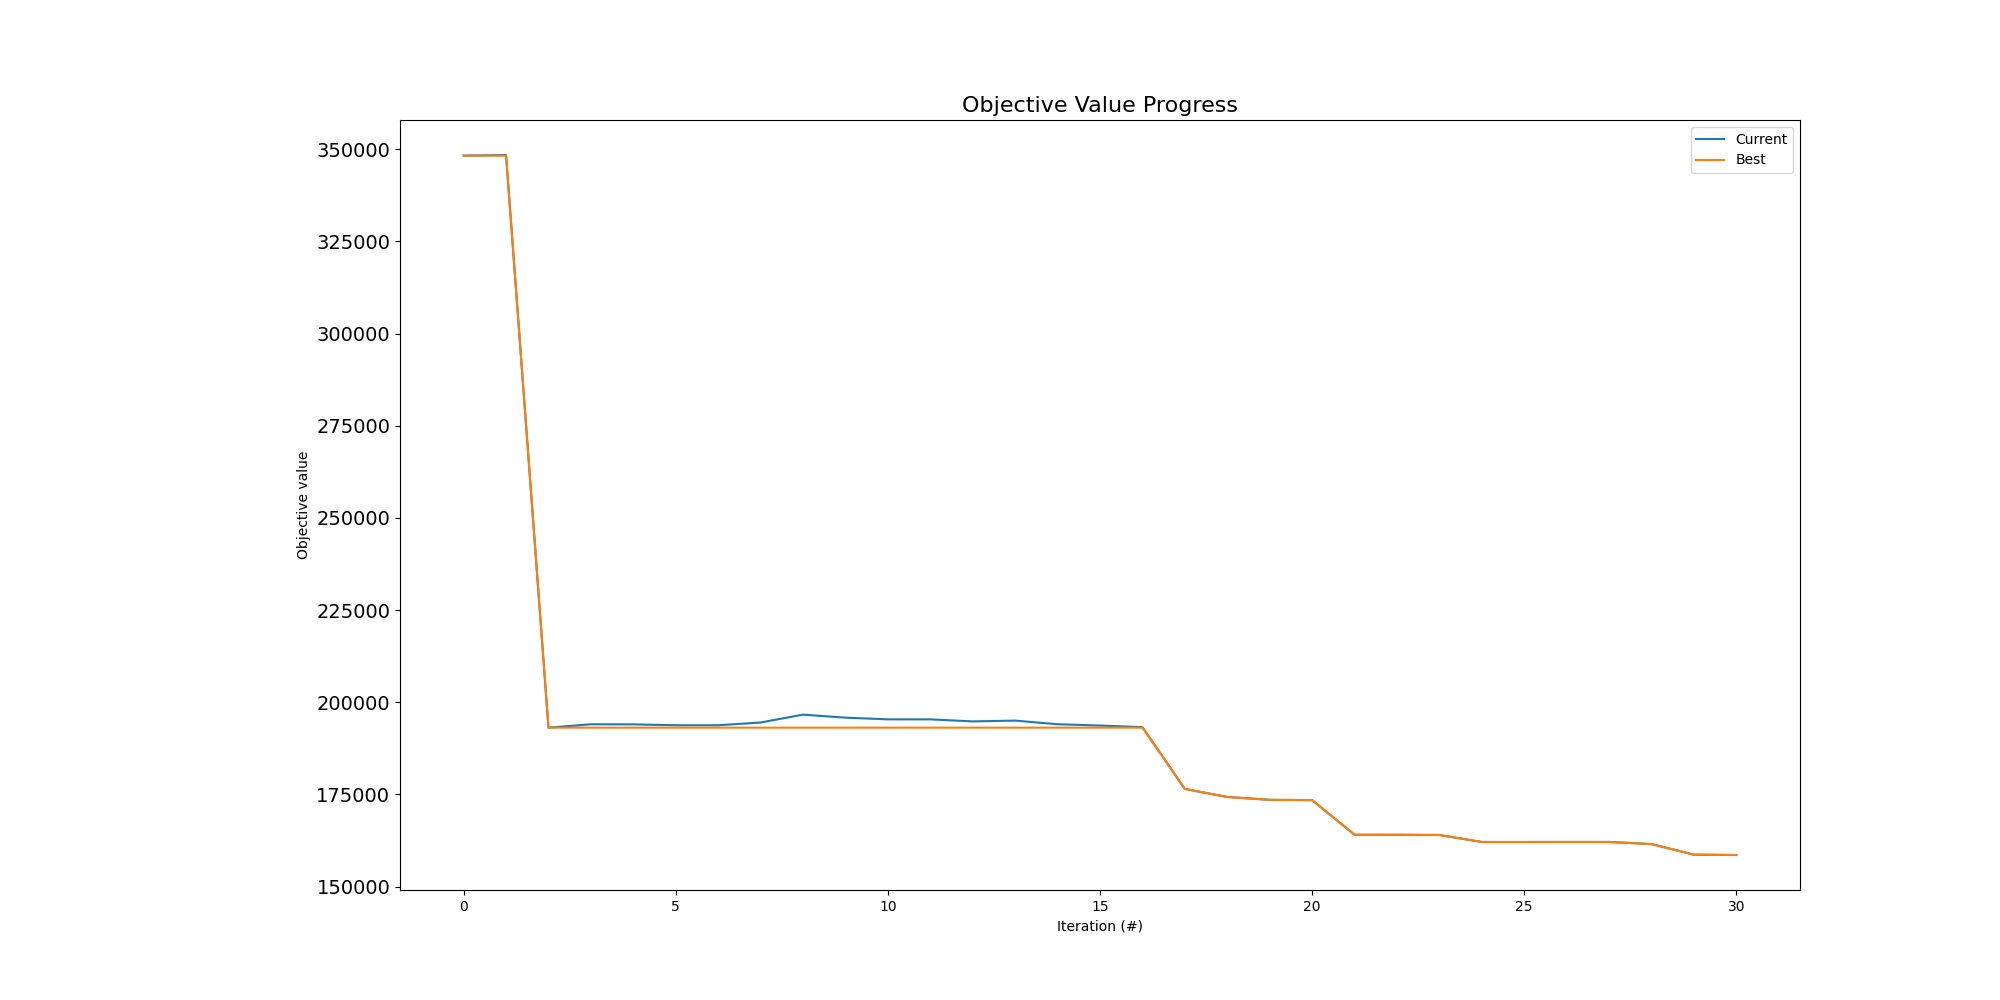 Objective Value Progress
Current
Best
350000
325000
300000
275000
250000
225000
200000
175000
150000
Objective value
0 5 10 15 20 25 30
Iteration (#)